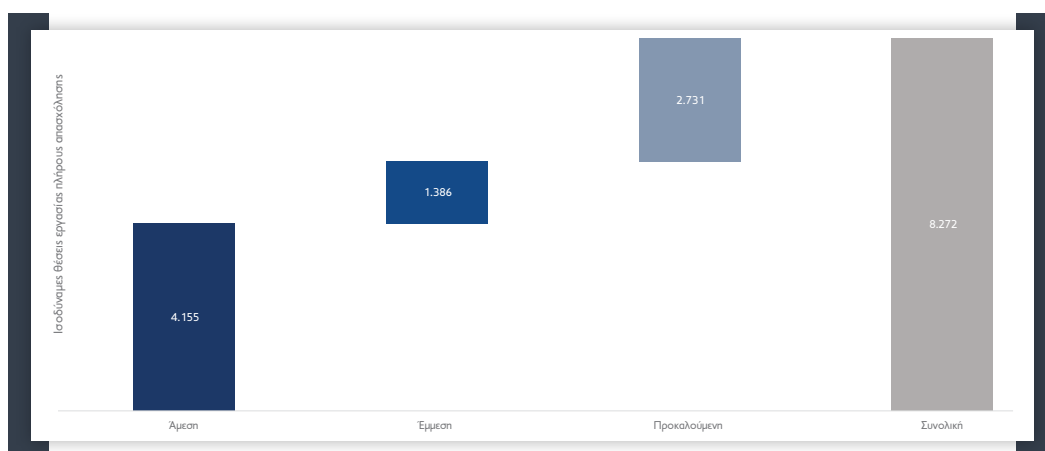 Ισοδύναμες θέσεις εργασίας πλήρους απασχόλησης
2.731
1.386
8.272
4.155
Άμεση
Έμμεση
Προκαλούμενη
Συνολική